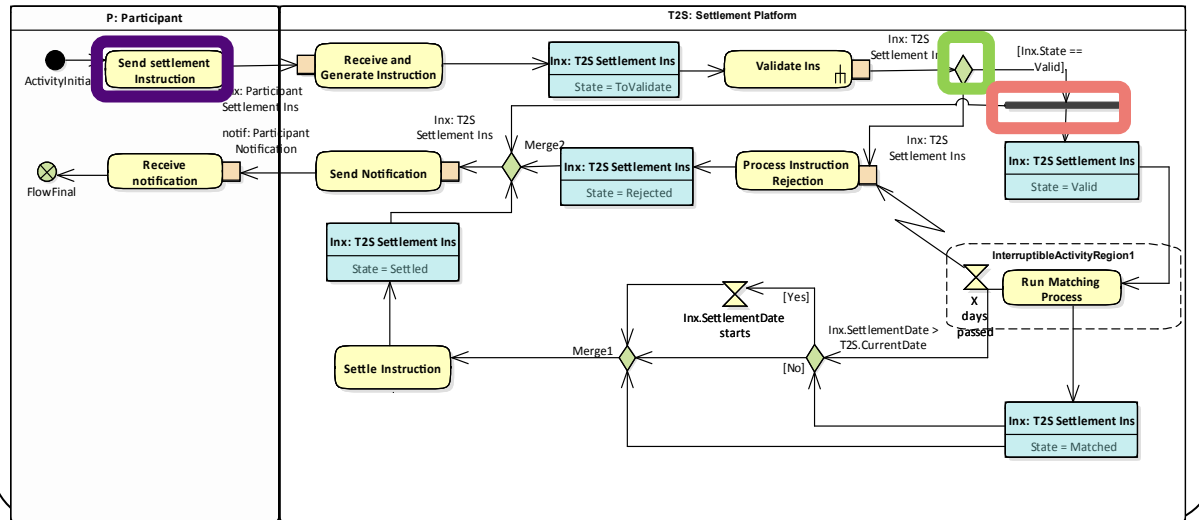 P: Participant
T2S: Settlement Platform
ActivityInitia
Send settlement
Instruction
Receive and
Generate Instruction
Inx: T2S Settlement Ins
State = ToValidate
Validate Ins
Inx: T2S
Settlement In
[Inx.State ==
Valid]
x: Participant
Settlement Ins
notif: Participant
Notification
Inx: T2S
Settlement Ins
Merge2
Inx: T2S
Settlement Ins
FlowFinal
Receive
notification
Send Notification
Inx: T2S Settlement Ins
State = Rejected
Process Instruction
Rejection
Inx: T2S Settlement Ins
State = Valid
Inx: T2S Settlement Ins
State = Settled
InterruptibleActivityRegion1
Run Matching
Process
X
days
passed
[Yes]
Inx.SettlementDate
starts
Inx.SettlementDate >
T2S.CurrentDate
Merge1
[No]
Settle Instruction
Inx: T2S Settlement Ins
State = Matched